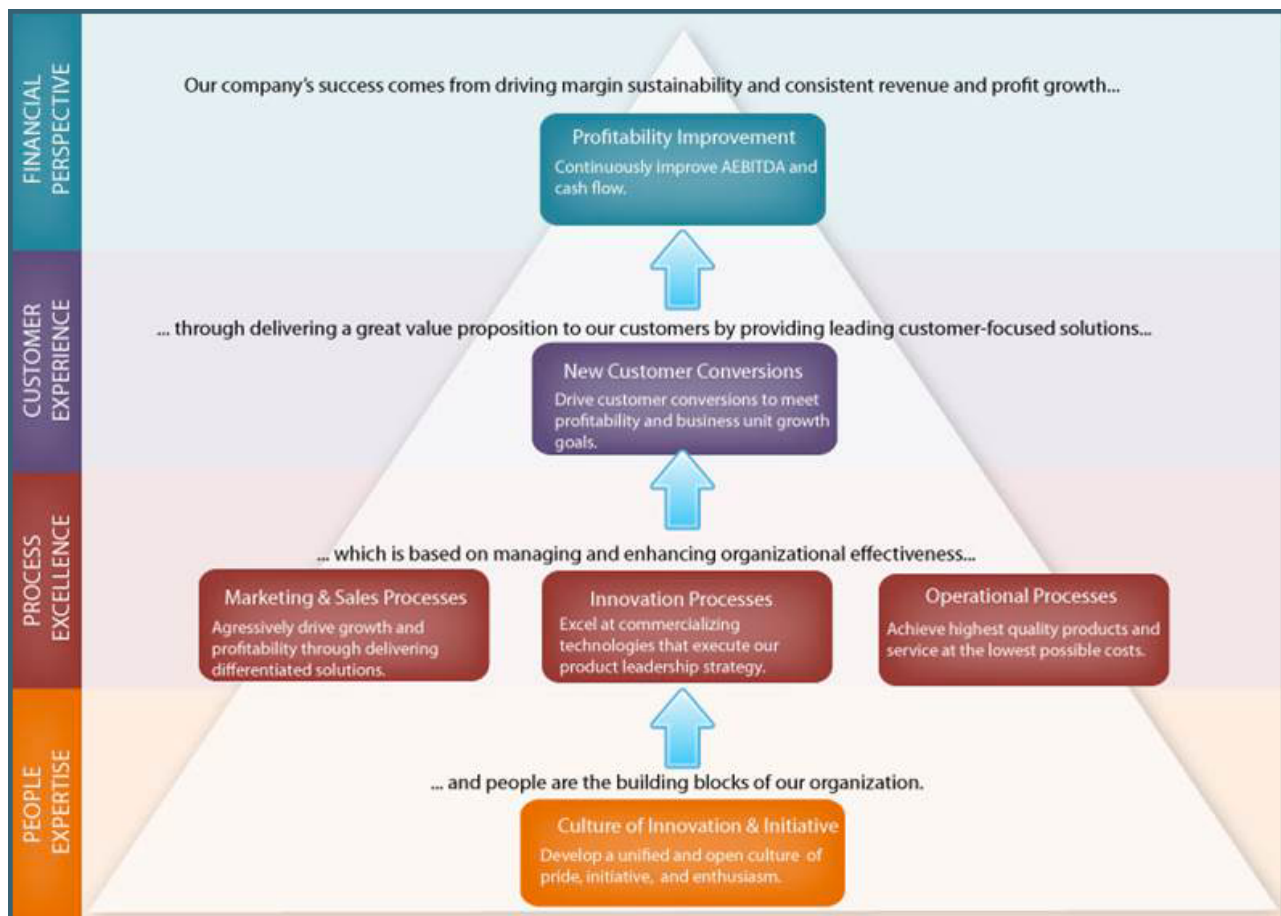 FINANCIAL
PERSPECTIVE
Our company's success comes from driving margin sustainability and consistent revenue and profit growth...
Profitability Improvement
Continuously improve AEBITDA and
cash flow.
CUSTOMER
EXPERIENCE
... through delivering a great value proposition to our customers by providing leading customer-focused solutions...
New Customer Conversions
Drive customer conversions to meet
profitability and business unit growth
goals.
PROCESS
EXCELLENCE
... which is based on managing and enhancing organizational effectiveness...
Marketing & Sales Processes
Agressively drive growth and
profitability through delivering
differentiated solutions.
Innovation Processes
Excel at commercializing
technologies that execute our
product leadership strategy.
Operational Processes
Achieve highest quality products and
service at the lowest possible costs.
PEOPLE
EXPERTISE
... and people are the building blocks of our organization.
Culture of Innovation & Initiative
Develop a unified and open culture of
pride, initiative, and enthusiasm.